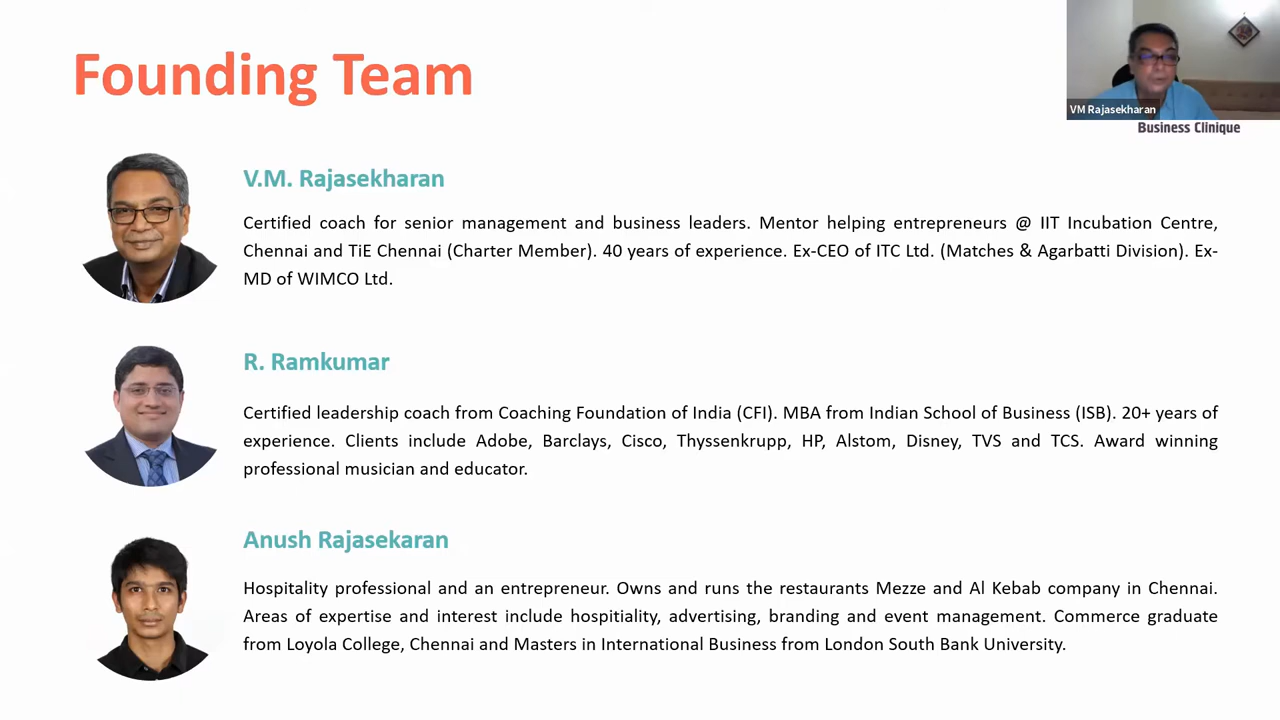 Founding Team
VM Rajasekharan
Business Clinique
V.M. Rajasekharan
Certified coach for senior management and business leaders. Mentor helping entrepreneurs @ IIT Incubation Centre,
Chennai and TiE Chennai (Charter Member). 40 years of experience. Ex-CEO of ITC Ltd. (Matches & Agarbatti Division). Ex-
MD of WIMCO Ltd.
R. Ramkumar
Certified leadership coach from Coaching Foundation of India (CFI). MBA from Indian School of Business (ISB). 20+ years of
experience. Clients include Adobe, Barclays, Cisco, Thyssenkrupp, HP, Alstom, Disney, TVS and TCS. Award winning
professional musician and educator.
Anush Rajasekaran
Hospitality professional and an entrepreneur. Owns and runs the restaurants Mezze and Al Kebab company in Chennai.
Areas of expertise and interest include hospitiality, advertising, branding and event management. Commerce graduate
from Loyola College, Chennai and Masters in International Business from London South Bank University.